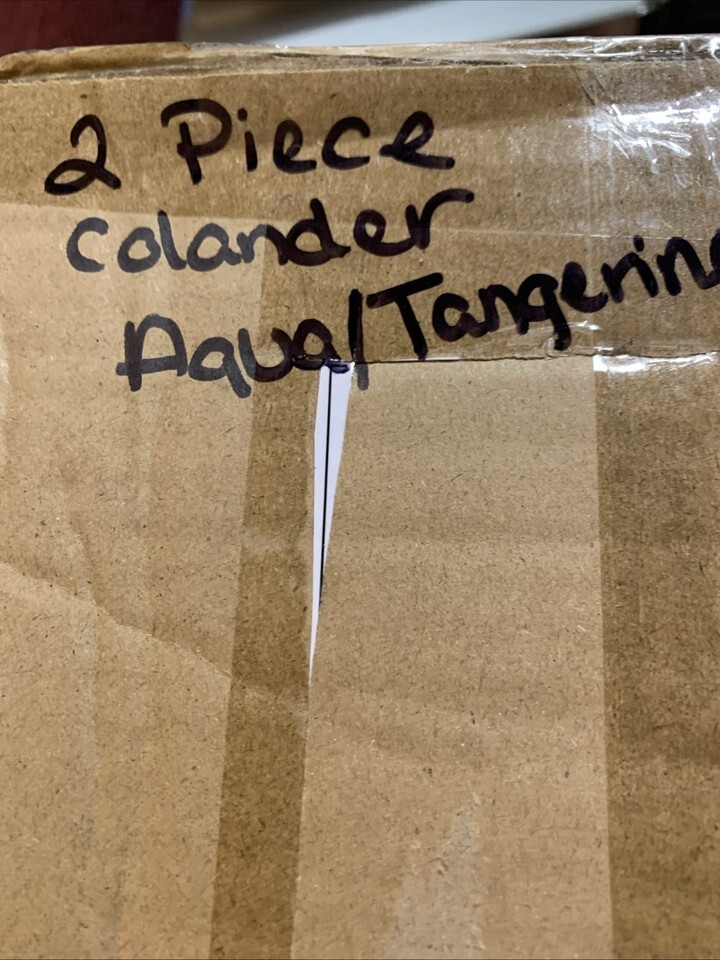 2 Piece
Colander
Aqua/Tangerine